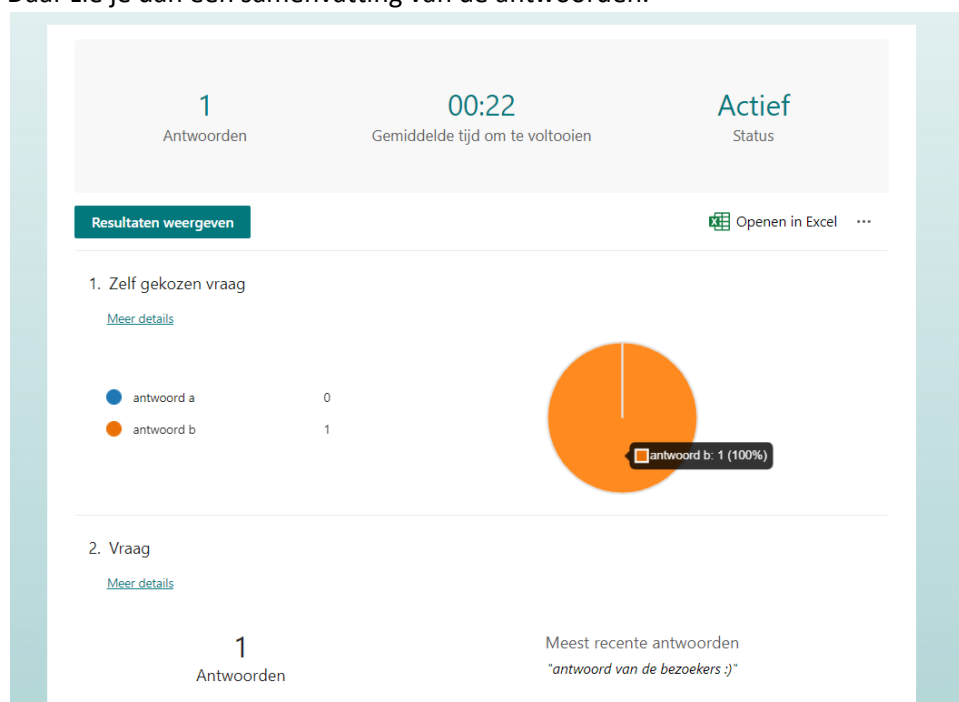 Daar zie je dan een samenvatting van de antwoorden.
1 00:22 Actief
Antwoorden Gemiddelde tijd om te voltooien Status
Resultaten weergeven Openen in Excel ...
1. Zelf gekozen vraag
Meer details
antwoord a 0
antwoord b 1
antwoord b: 1 (100%)
2. Vraag
Meer details
1 Meest recente antwoorden
Antwoorden "antwoord van de bezoekers :)"